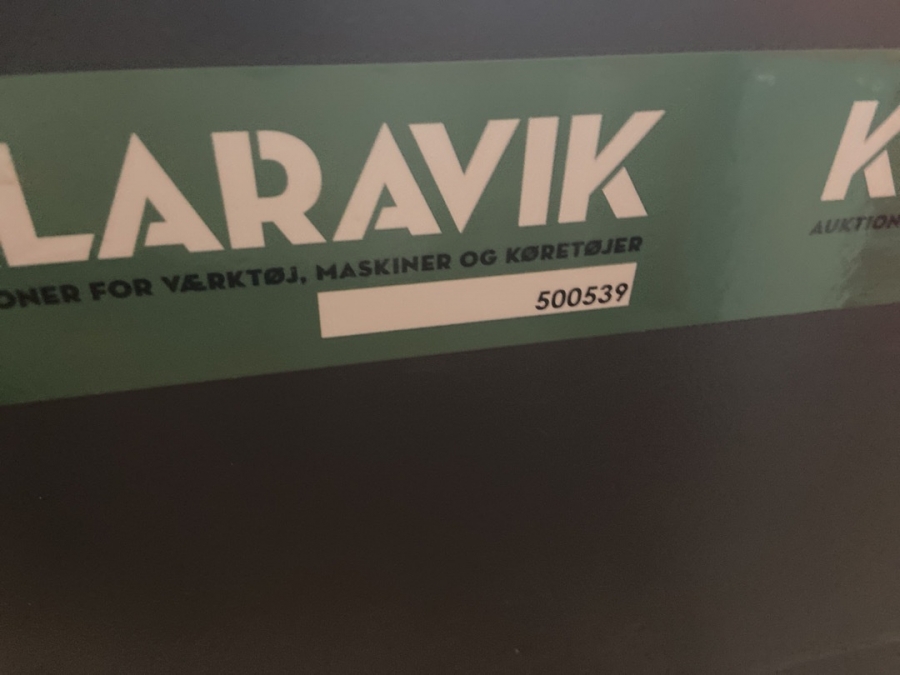 LARAVIK
ONER FOR VÆRKTØJ, MASKINER OG KØRETØJER
500539
K
AUKTION